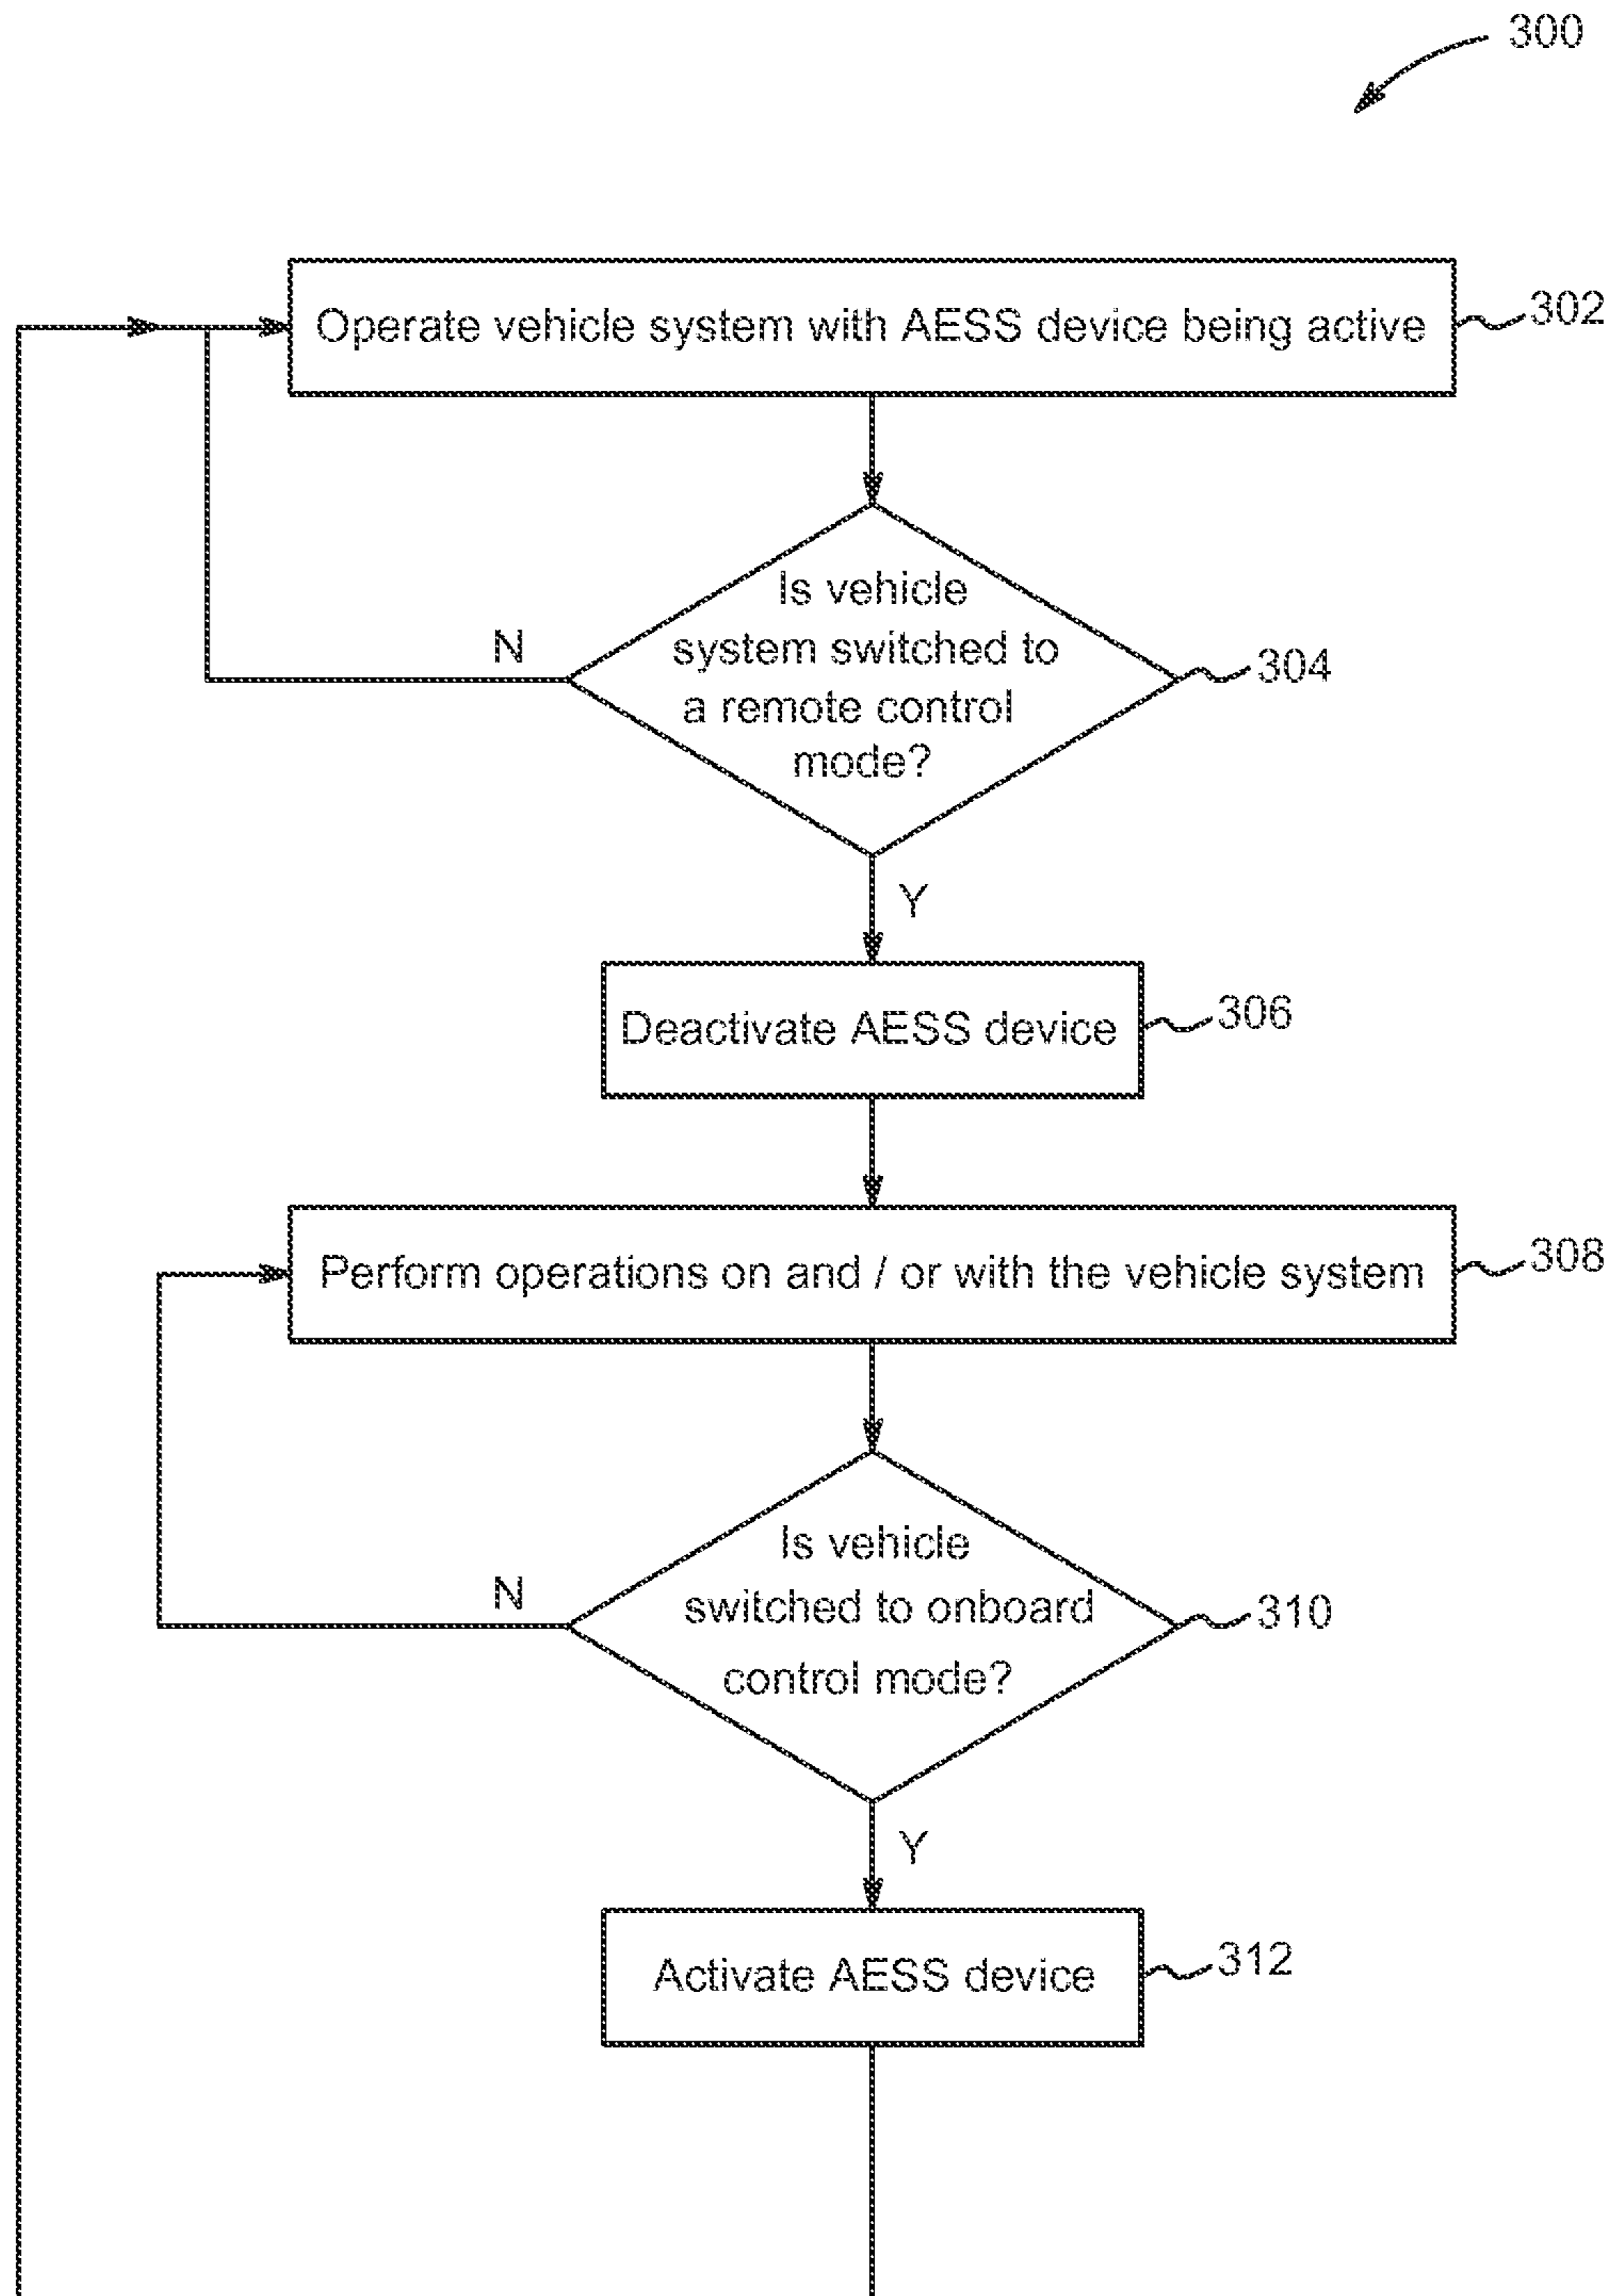 300
Operate vehicle system with AESS device being active
302
Is vehicle
system switched to
a remote control
mode?
304
N
Y
Deactivate AESS device
306
Perform operations on and / or with the vehicle system
308
Is vehicle
switched to onboard
control mode?
310
N
Y
Activate AESS device
312